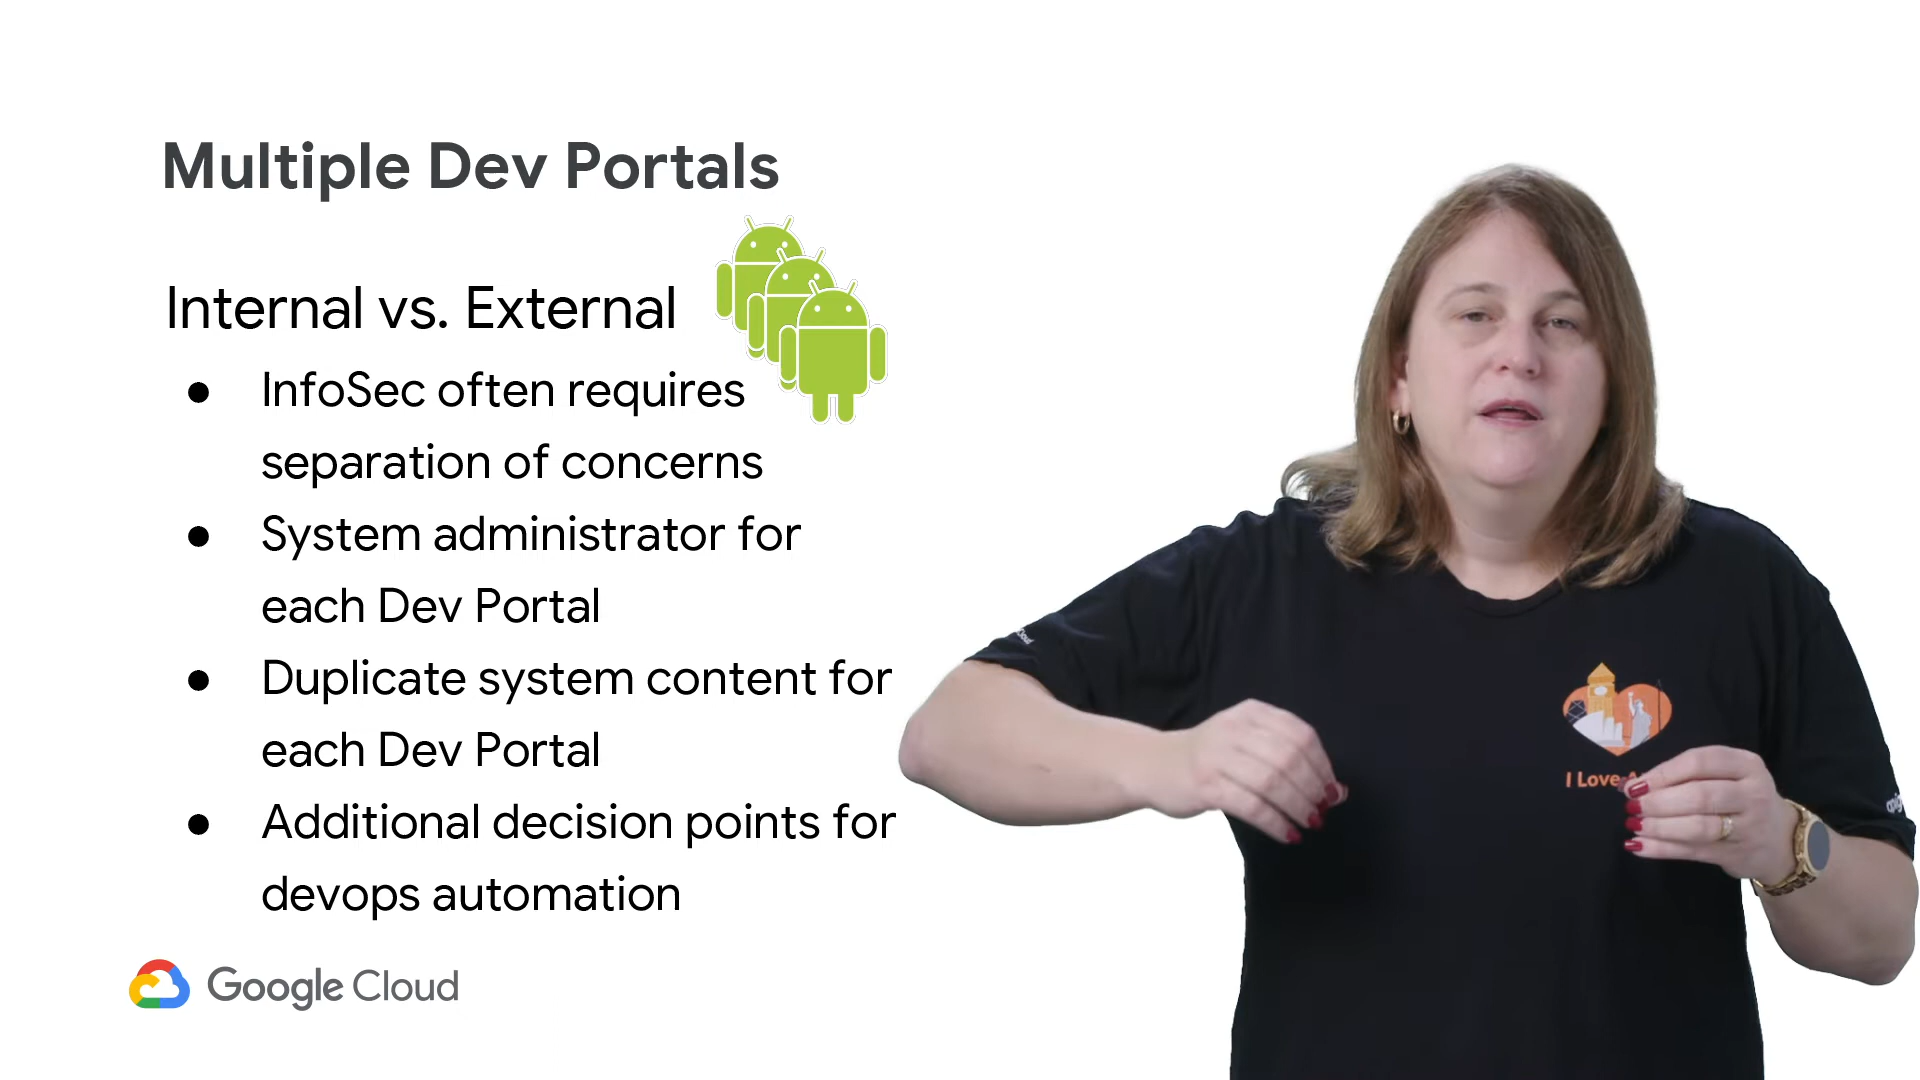 Multiple Dev Portals
Internal vs. External
● InfoSec often requires
separation of concerns
● System administrator for
each Dev Portal
● Duplicate system content for
each Dev Portal
● Additional decision points for
devops automation
Google Cloud
I Love